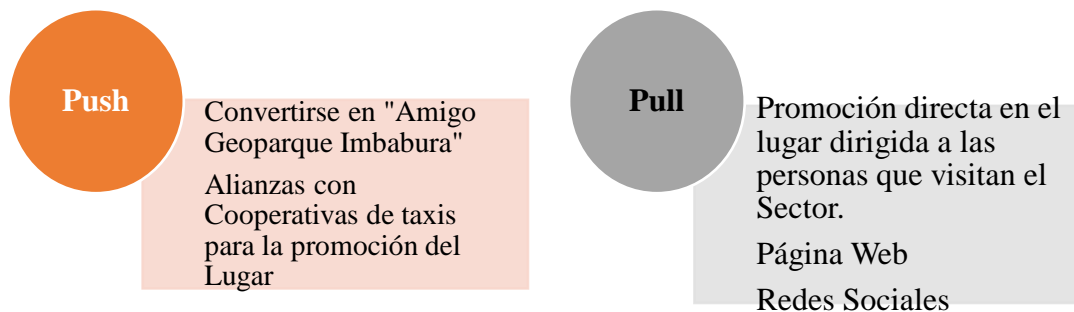 Push
Convertirse en "Amigo
Geoparque Imbabura"
Alianzas con
Cooperativas de taxis
para la promoción del
Lugar
Pull
Promoción directa en el
lugar dirigida a las
personas que visitan el
Sector.
Página Web
Redes Sociales